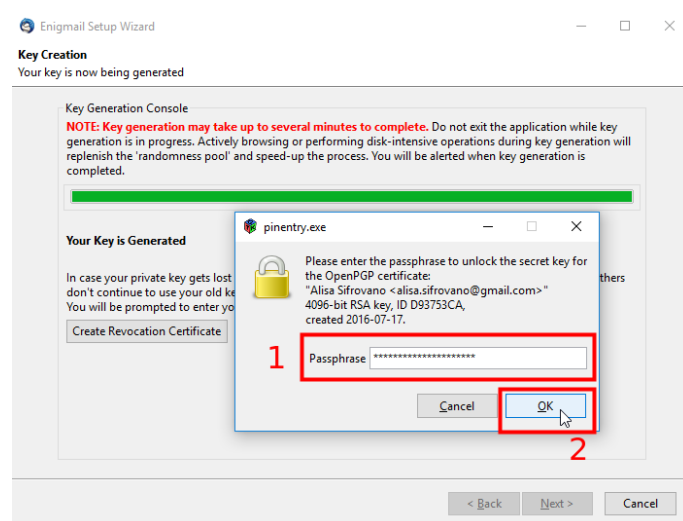 Enigmail Setup Wizard
Key Creation
Your key is now being generated
Key Generation Console
NOTE: Key generation may take up to several minutes to complete. Do not exit the application while key
generation is in progress. Actively browsing or performing disk-intensive operations during key generation will
replenish the 'randomness pool' and speed-up the process. You will be alerted when key generation is
completed.
Your Key is Generated
In case your private key gets lost
thers
don't continue to use your old ke
You will be prompted to enter yo
Create Revocation Certificate
pinentry.exe
Please enter the passphrase to unlock the secret key for
the OpenPGP certificate:
"Alisa Sifrovano <alisa.sifrovano@gmail.com>"
4096-bit RSA key, ID D93753CA,
created 2016-07-17.
1
Passphrase *********************
Cancel OK
2
< Back Next > Cancel